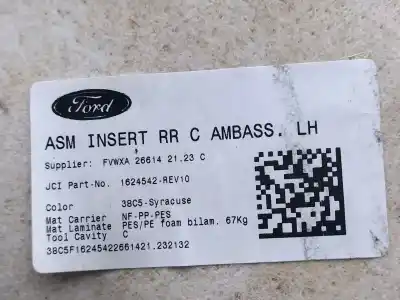 Ford
ASM INSERT RR C AMBASS. LH
Supplier: FVWXA 26614 21.23 C
JCI Part-No. 1624542-REV10
Color 38C5-Syracuse
Mat Carrier NF-PP-PES
Mat Laminate PES/PE foam bilam. 67Kg
Tool Cavity C
38C5F16245422661421.232132